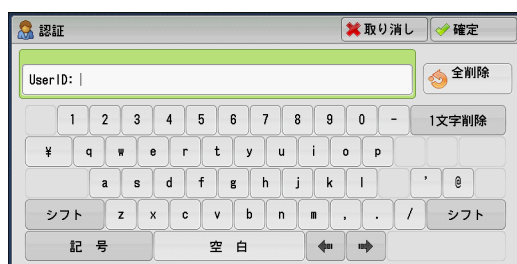 認証 取り消し 確定
UserID: 全削除
1 2 3 4 5 6 7 8 9 0 - 1文字削除
¥ q w e r t y u i o p
a s d f g h j k l ' @
シフト z x c v b n m , . / シフト
記 号 空 白